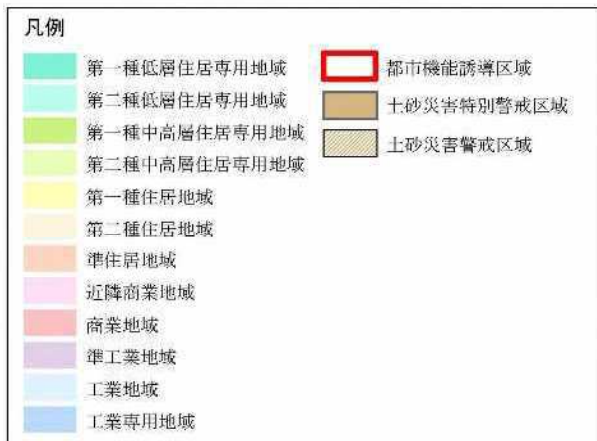 凡例
第一種低層住居専用地域
第二種低層住居専用地域
第一種中高層住居専用地域
第二種中高層住居専用地域
第一種住居地域
第二種住居地域
準住居地域
近隣商業地域
商業地域
準工業地域
工業地域
工業専用地域
都市機能誘導区域
土砂災害特別警戒区域
土砂災害警戒区域